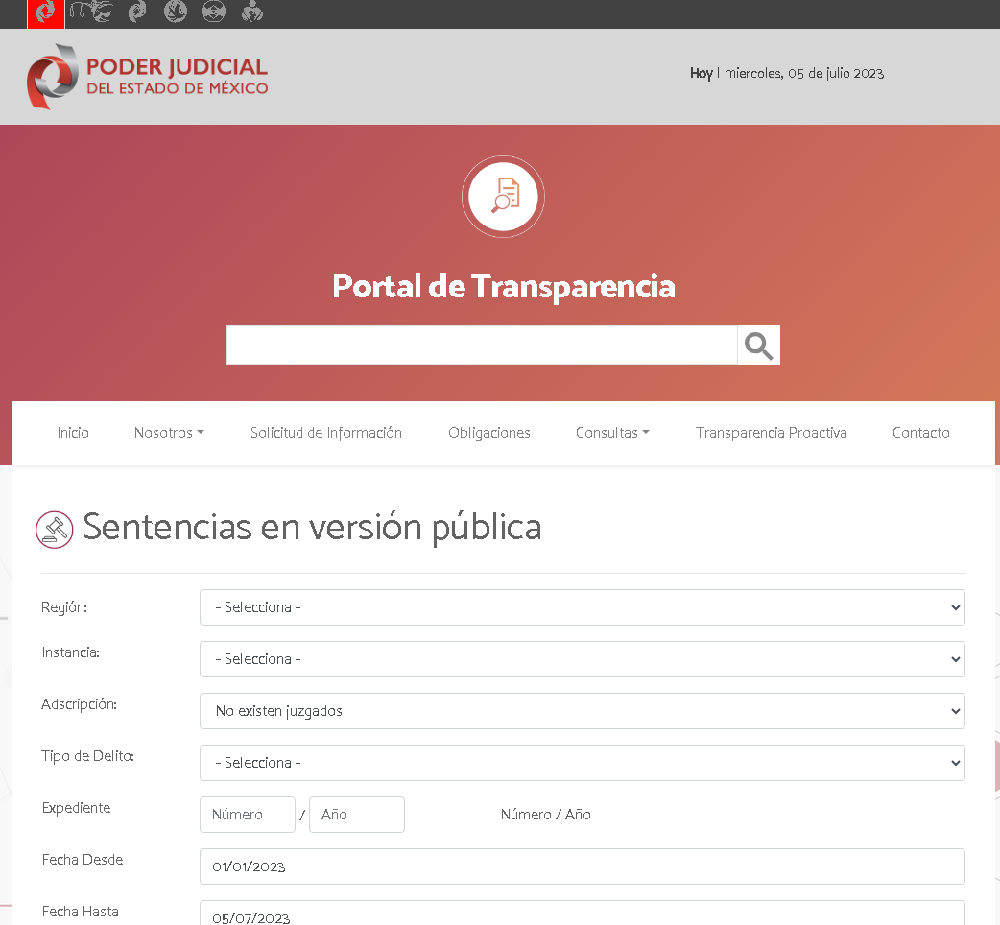 PODER JUDICIAL
DEL ESTADO DE MÉXICO
Hoy | miercoles, 05 de julio 2023
Portal de Transparencia
Inicio Nosotros Solicitud de Información Obligaciones Consultas Transparencia Proactiva Contacto
Sentencias en versión pública
Región: - Selecciona -
Instancia: - Selecciona -
Adscripción: No existen juzgados
Tipo de Delito: - Selecciona -
Expediente Número / Año Número / Año
Fecha Desde 01/01/2023
Fecha Hasta 05/07/2023